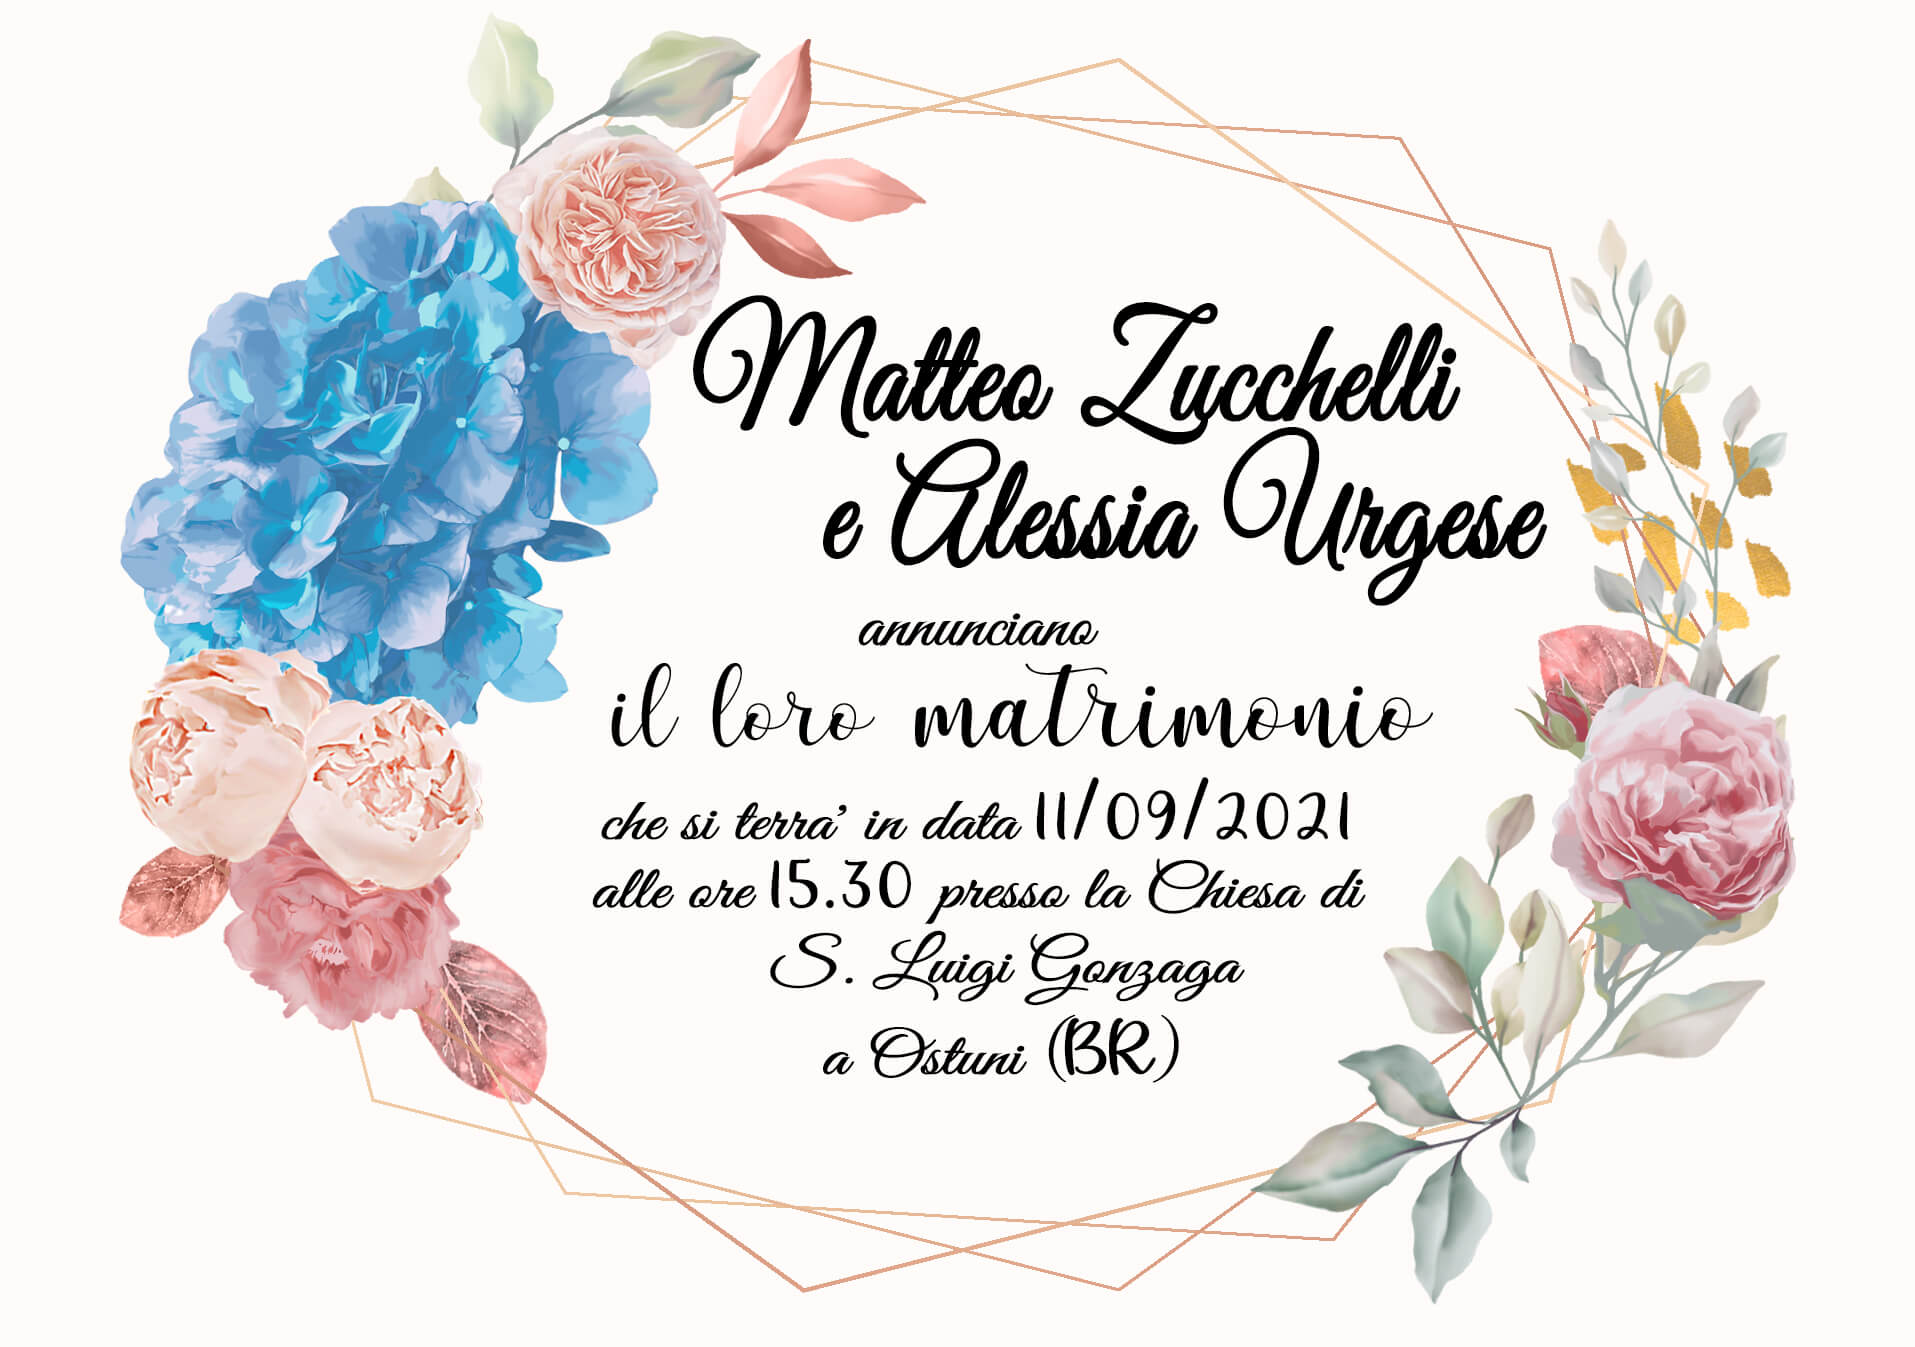 Matteo Zucchelli
e Alessia Urgese
annunciano
il loro matrimonio
che si terra' in data 11/09/2021
alle ore 15.30 presso la Chiesa di
S. Luigi Gonzaga
a Ostuni (BR)